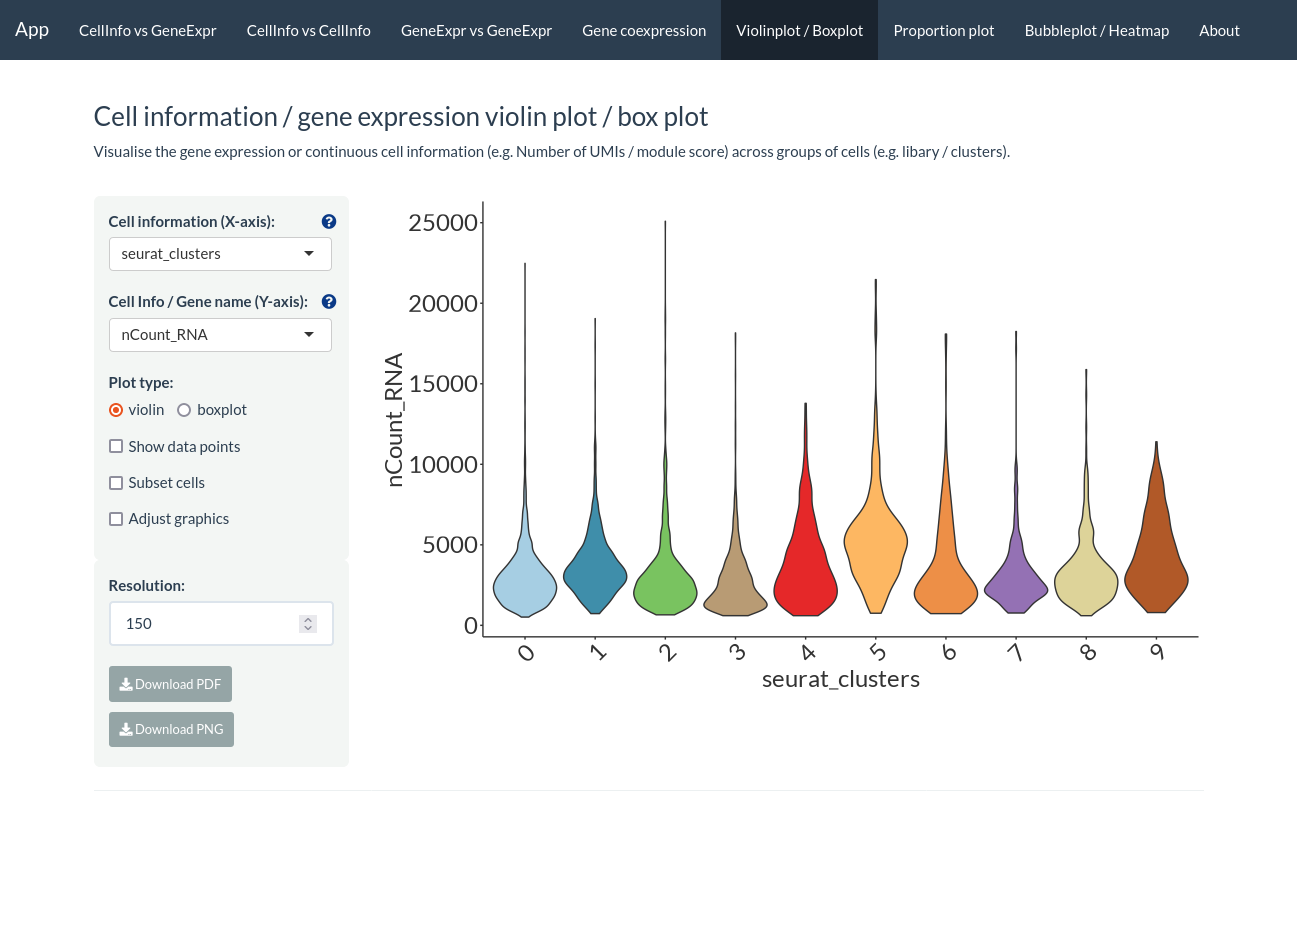 App CellInfo vs GeneExpr CellInfo vs CellInfo GeneExpr vs GeneExpr Gene coexpression Violinplot / Boxplot Proportion plot Bubbleplot / Heatmap About
Cell information / gene expression violin plot / box plot
Visualise the gene expression or continuous cell information (e.g. Number of UMIs / module score) across groups of cells (e.g. libary / clusters).
Cell information (X-axis): ?
seurat_clusters
Cell Info / Gene name (Y-axis): ?
nCount_RNA
Plot type:
violin boxplot
Show data points
Subset cells
Adjust graphics
Resolution:
150
Download PDF
Download PNG
nCount_RNA
25000
20000
15000
10000
5000
0
0 1 2 3 4 5 6 7 8 9
seurat_clusters